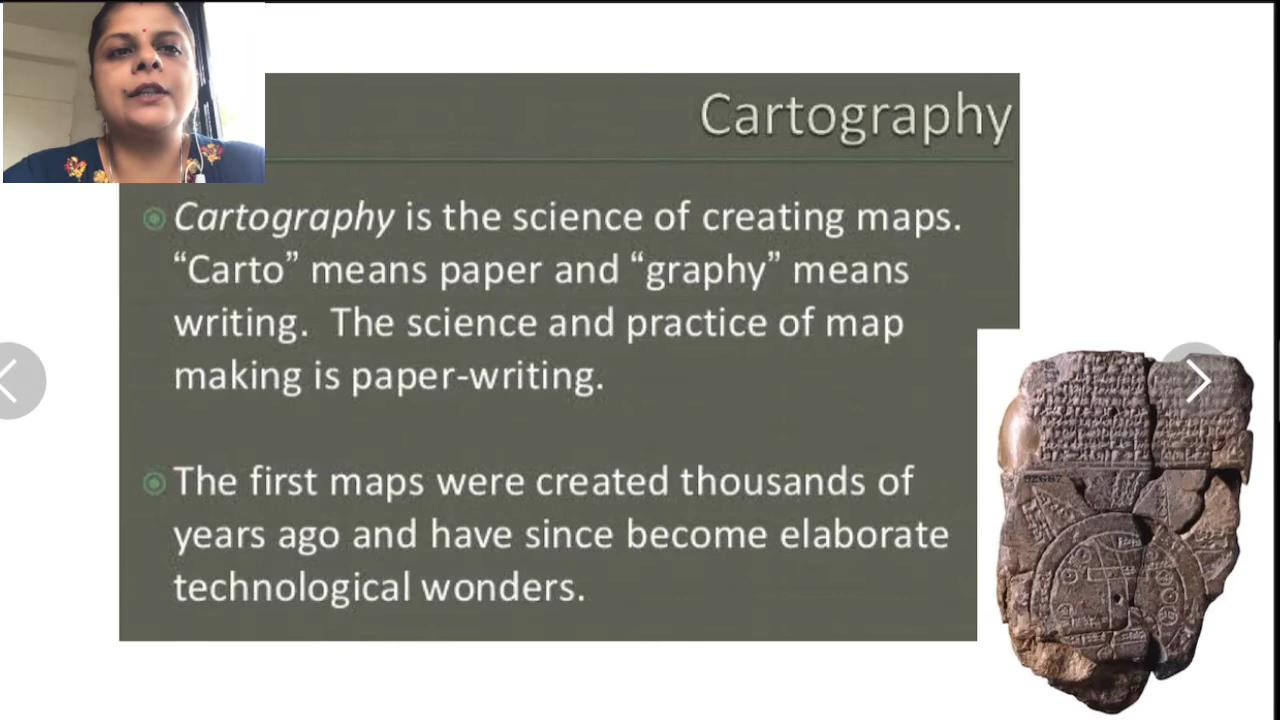 Cartography
Cartography is the science of creating maps.
“Carto” means paper and “graphy” means
writing. The science and practice of map
making is paper-writing.
The first maps were created thousands of
years ago and have since become elaborate
technological wonders.
92687